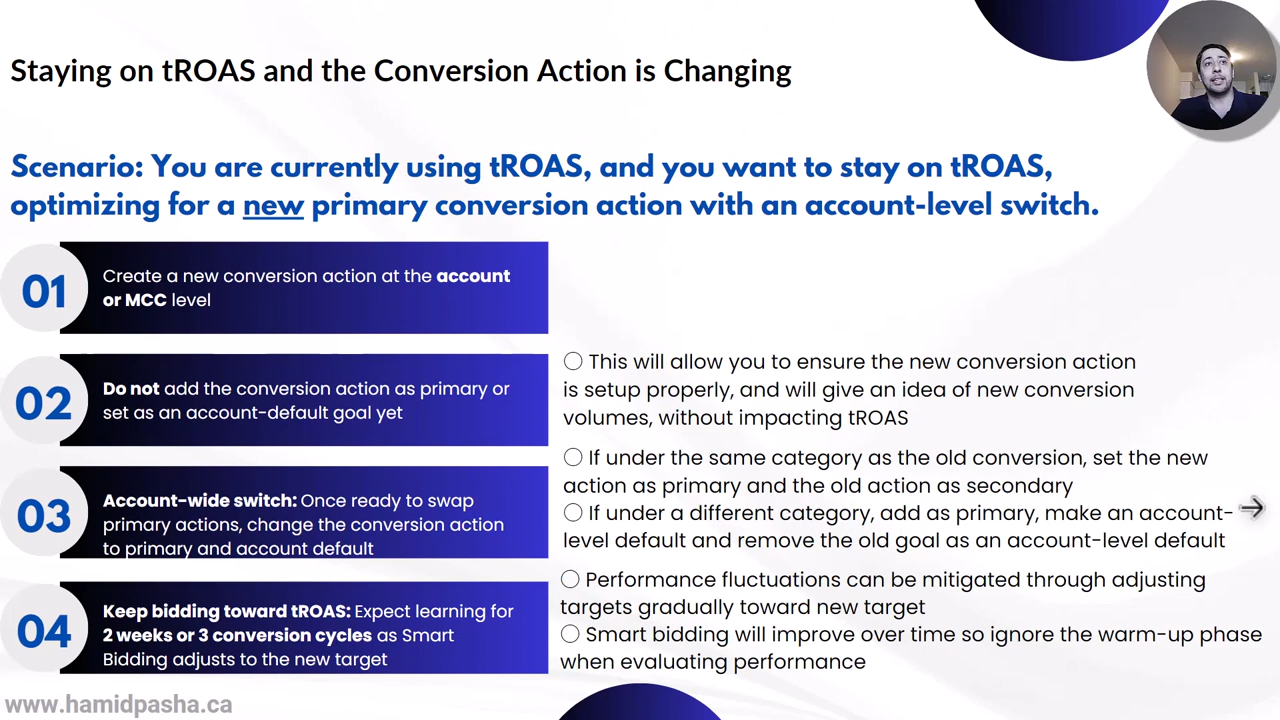 Staying on tROAS and the Conversion Action is Changing
Scenario: You are currently using tROAS, and you want to stay on tROAS,
optimizing for a new primary conversion action with an account-level switch.
01
Create a new conversion action at the account
or MCC level
02
Do not add the conversion action as primary or
set as an account-default goal yet
○ This will allow you to ensure the new conversion action
is setup properly, and will give an idea of new conversion
volumes, without impacting tROAS
03
Account-wide switch: Once ready to swap
primary actions, change the conversion action
to primary and account default
○ If under the same category as the old conversion, set the new
action as primary and the old action as secondary
○ If under a different category, add as primary, make an account-
level default and remove the old goal as an account-level default
04
Keep bidding toward tROAS: Expect learning for
2 weeks or 3 conversion cycles as Smart
Bidding adjusts to the new target
○ Performance fluctuations can be mitigated through adjusting
targets gradually toward new target
○ Smart bidding will improve over time so ignore the warm-up phase
when evaluating performance
www.hamidpasha.ca